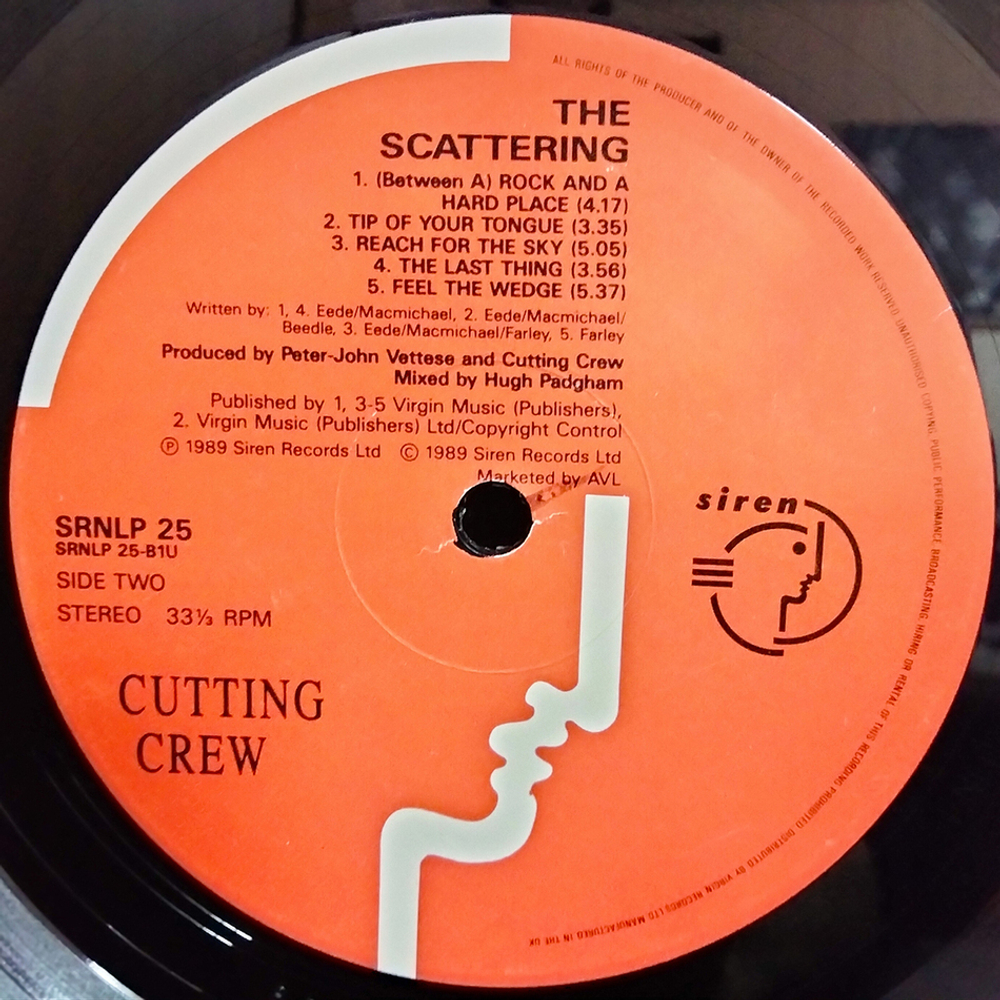 THE
SCATTERING
1. (Between A) ROCK AND A
HARD PLACE (4.17)
2. TIP OF YOUR TONGUE (3.35)
3. REACH FOR THE SKY (5.05)
4. THE LAST THING (3.56)
5. FEEL THE WEDGE (5.37)
Written by: 1, 4. Eede/Macmichael, 2. Eede/Macmichael/
Beedle, 3. Eede/Macmichael/Farley, 5. Farley
Produced by Peter-John Vettese and Cutting Crew
Mixed by Hugh Padgham
Published by 1, 3-5 Virgin Music (Publishers),
2. Virgin Music (Publishers) Ltd/Copyright Control
℗ 1989 Siren Records Ltd © 1989 Siren Records Ltd
Marketed by AVL
siren
SRNLP 25
SRNLP 25-B1U
SIDE TWO
STEREO 33⅓ RPM
CUTTING
CREW
ALL RIGHTS OF THE PRODUCER AND OF THE OWNER OF THE RECORDED WORK RESERVED UNAUTHORISED COPYING PUBLIC PERFORMANCE BROADCASTING HIRING OR RENTAL OF THIS RECORDING PROHIBITED DISTRIBUTED BY VIRGIN RECORDS LTD MANUFACTURED IN THE UK